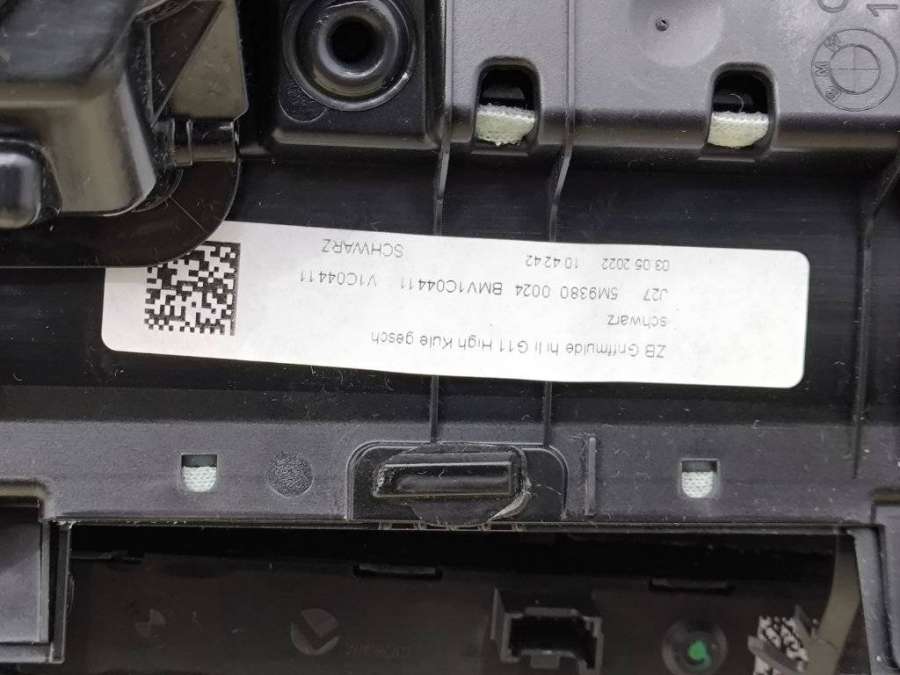 ZB Griffmulde hi li G11 High Kule gesch
schwarz
J27 5M9380 0024 BMV1C04411 V1C04411
03.05.2022 10:42:42 SCHWARZ